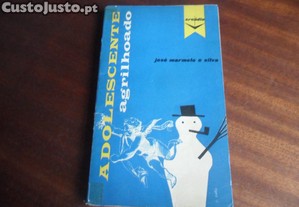 CustoJusto.pt
ADOLESCENTE
agrilhoado
josé marmelo e silva
arcádia